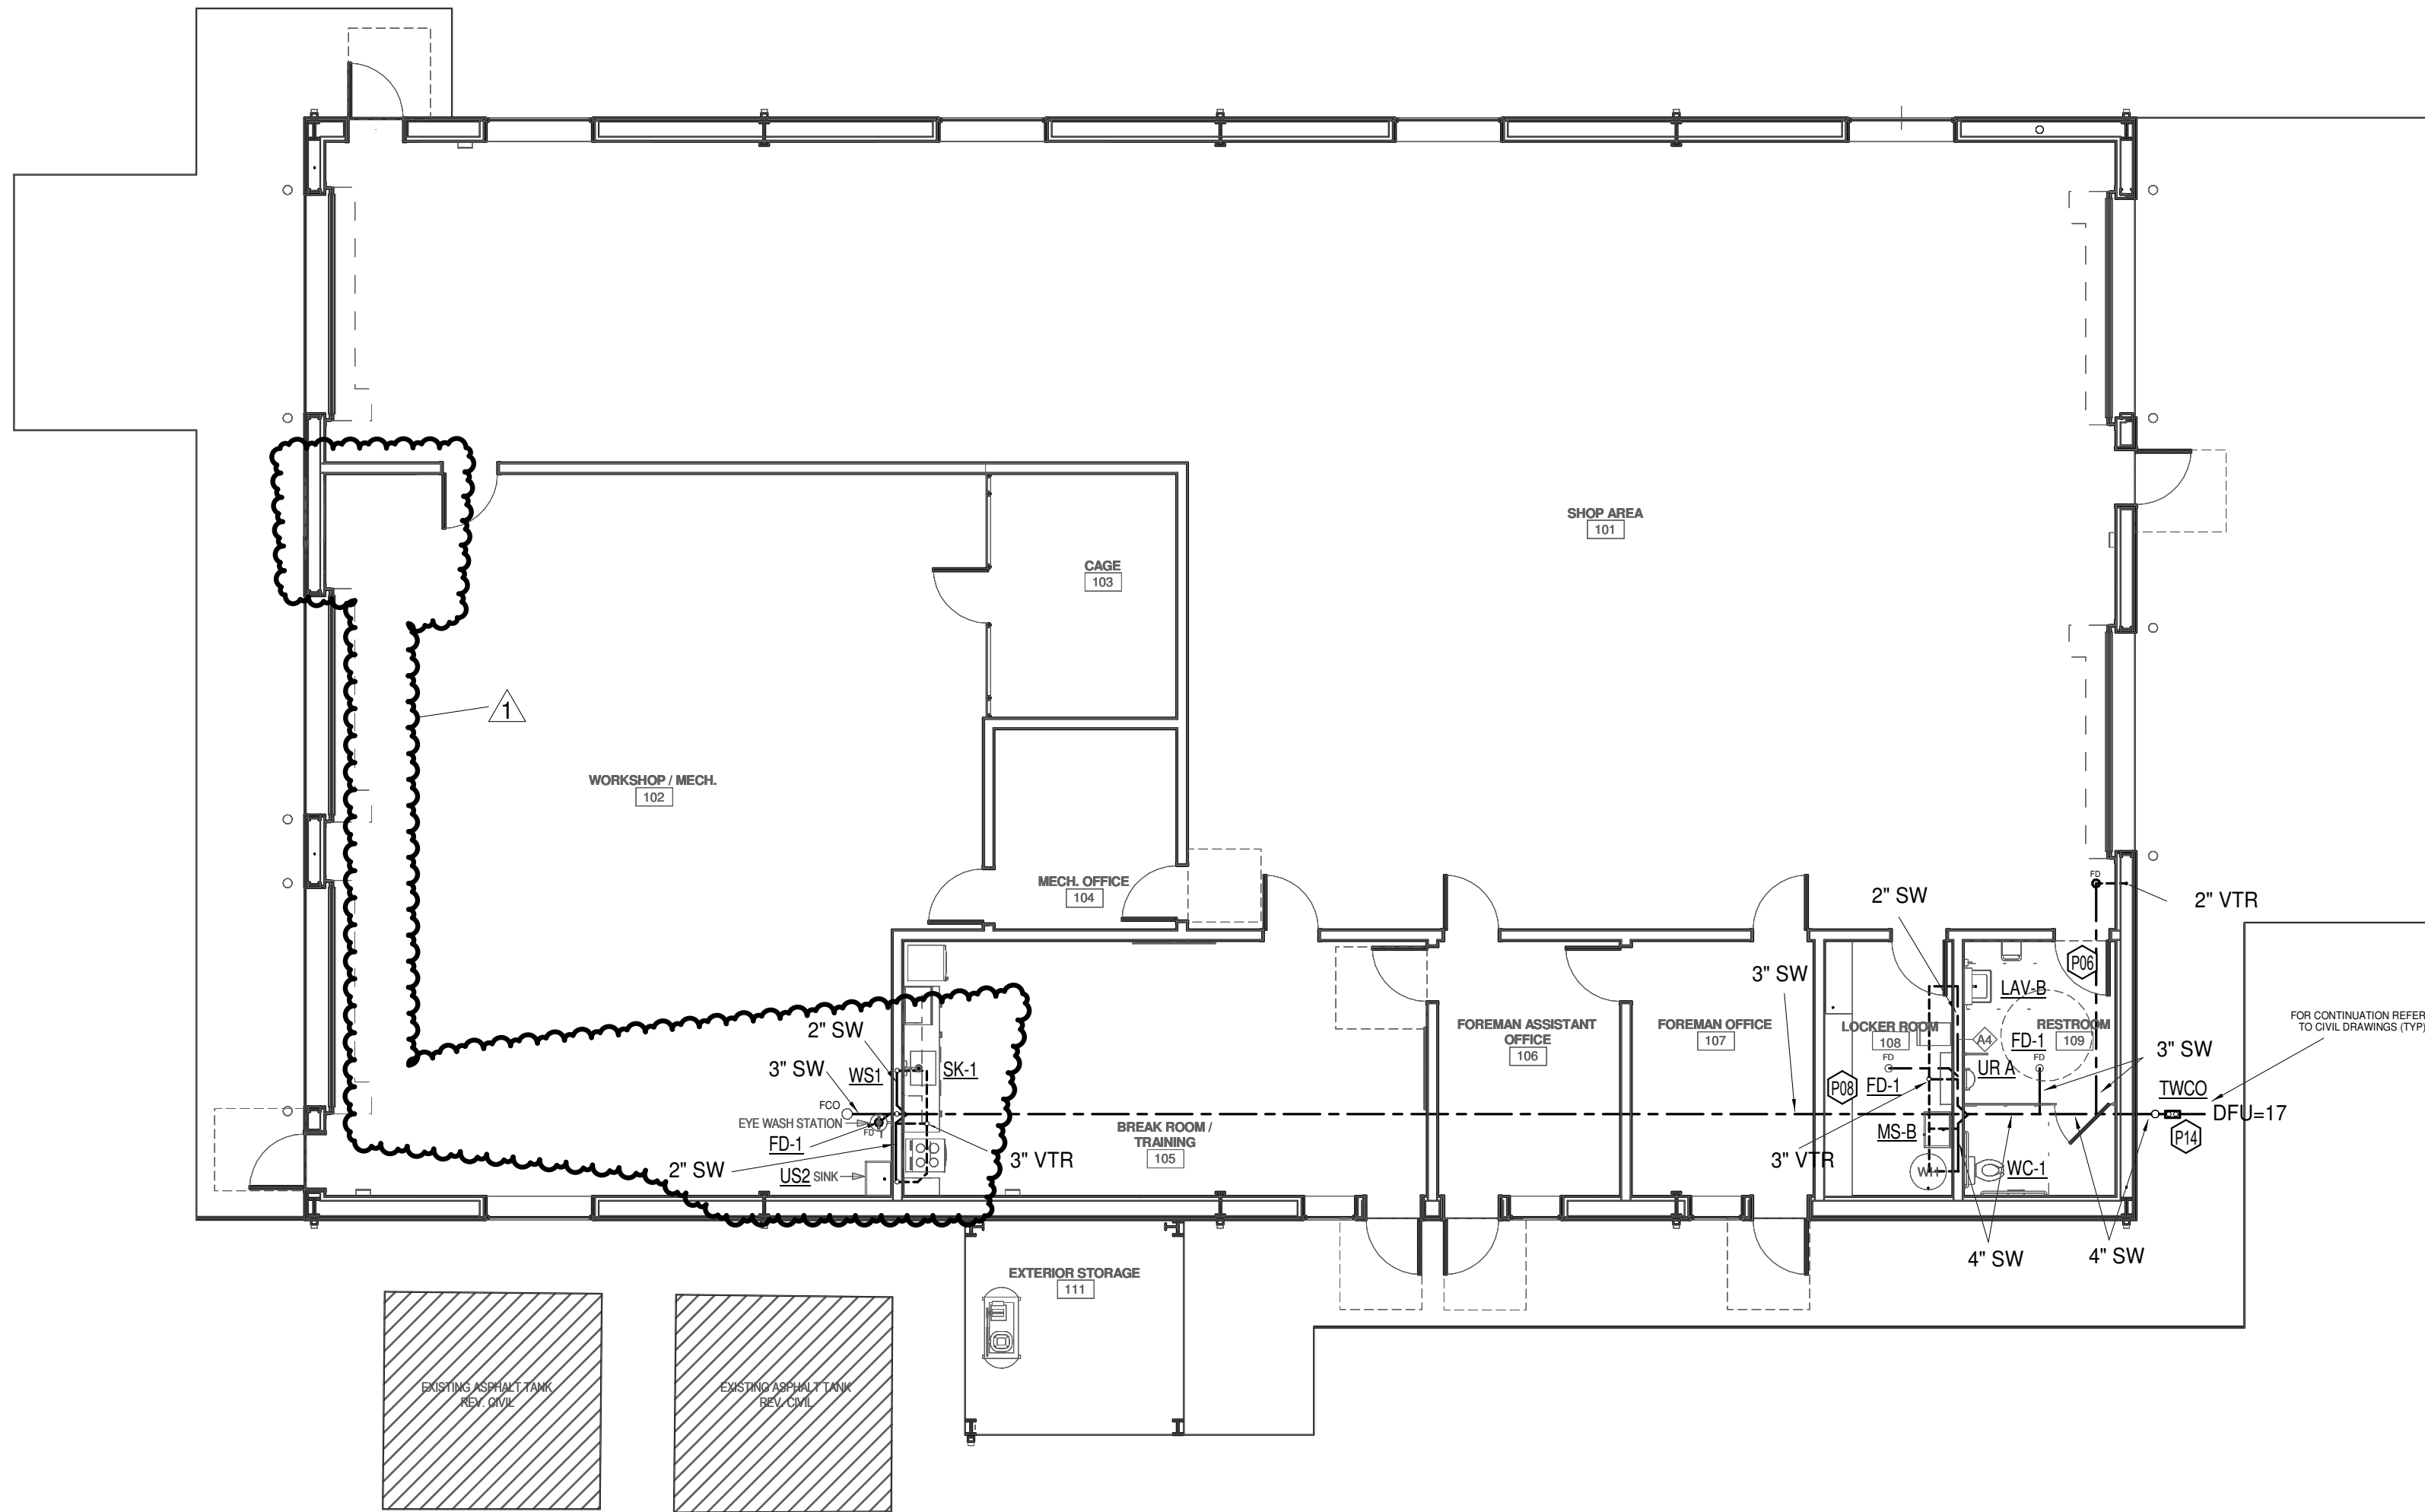 SHOP AREA
101
CAGE
103
1
WORKSHOP / MECH.
102
MECH. OFFICE
104
FD
2" SW
2" VTR
P06
3" SW
LAV-B
FOR CONTINUATION REFER
TO CIVIL DRAWINGS (TYP)
FOREMAN ASSISTANT
OFFICE
106
FOREMAN OFFICE
107
LOCKER ROOM
108
A4
RESTROOM
109
FD-1
FD
FD
2" SW
3" SW
WS1
SK-1
3" SW
UR A
P08
FD-1
TWCO
FCO
DFU=17
EYE WASH STATION
FD
FD-1
BREAK ROOM /
TRAINING
105
MS-B
P14
2" SW
3" VTR
3" VTR
US2
SINK
WC-1
4" SW
4" SW
EXTERIOR STORAGE
111
EXISTING ASPHALT TANK
REV. CIVIL
EXISTING ASPHALT TANK
REV. CIVIL